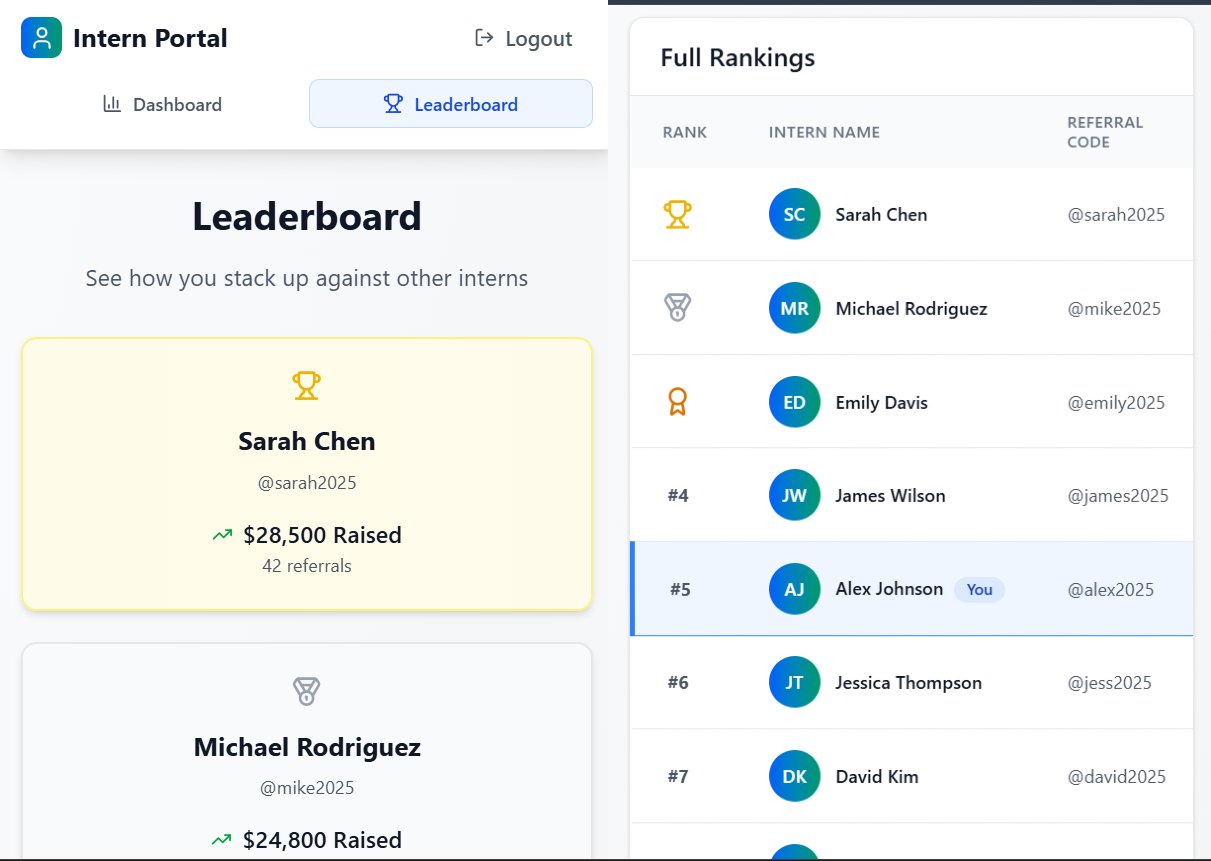 Intern Portal
Logout
Dashboard
Leaderboard
Leaderboard
See how you stack up against other interns
Sarah Chen
@sarah2025
$28,500 Raised
42 referrals
Michael Rodriguez
@mike2025
$24,800 Raised
Full Rankings
RANK INTERN NAME REFERRAL
CODE
SC Sarah Chen @sarah2025
MR Michael Rodriguez @mike2025
ED Emily Davis @emily2025
#4 JW James Wilson @james2025
#5 AJ Alex Johnson You @alex2025
#6 JT Jessica Thompson @jess2025
#7 DK David Kim @david2025